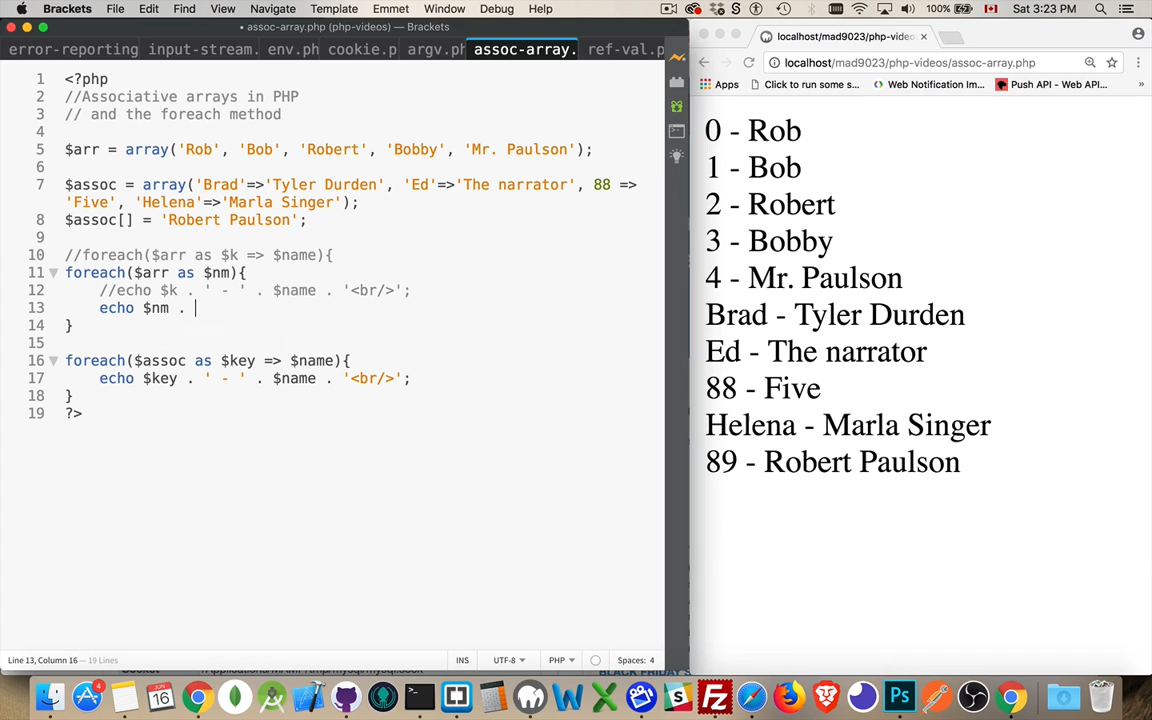 Brackets File Edit Find View Navigate Template Emmet Window Debug Help 100% Sat 3:23 PM
assoc-array.php (php-videos) — Brackets
error-reporting input-stream. env.ph cookie.p argv.ph assoc-array. ref-val.p
localhost/mad9023/php-video
localhost/mad9023/php-videos/assoc-array.php
Apps Click to run some s... Web Notification Im... Push API - Web AP... »
1 <?php
2 //Associative arrays in PHP
3 // and the foreach method
4
5 $arr = array('Rob', 'Bob', 'Robert', 'Bobby', 'Mr. Paulson');
6
7 $assoc = array('Brad'=>'Tyler Durden', 'Ed'=>'The narrator', 88 =>
'Five', 'Helena'=>'Marla Singer');
8 $assoc[] = 'Robert Paulson';
9
10 //foreach($arr as $k => $name){
11 foreach($arr as $nm){
12 //echo $k . ' - ' . $name . '<br/>';
13 echo $nm .
14 }
15
16 foreach($assoc as $key => $name){
17 echo $key . ' - ' . $name . '<br/>';
18 }
19 ?>
0 - Rob
1 - Bob
2 - Robert
3 - Bobby
4 - Mr. Paulson
Brad - Tyler Durden
Ed - The narrator
88 - Five
Helena - Marla Singer
89 - Robert Paulson
Line 13, Column 16 — 19 Lines INS UTF-8 PHP Spaces: 4